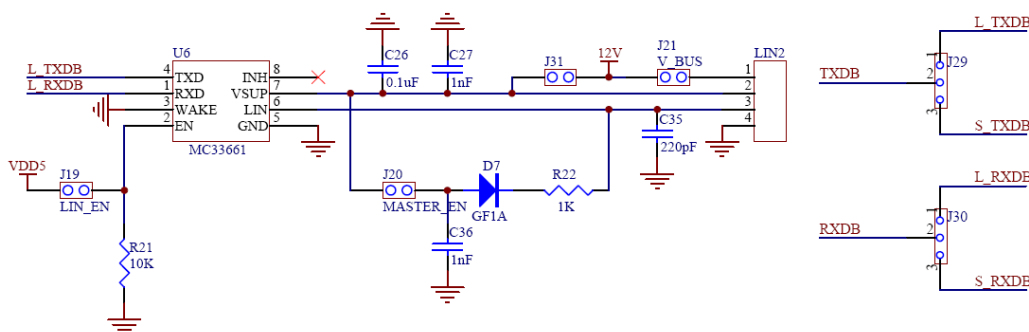 U6
L_TXDB
L_RXDB
4
1
3
2
TXD
RXD
WAKE
EN
INH
VSUP
LIN
GND
8
7
6
5
MC33661
VDD5
J19
LIN_EN
R21
10K
C26
0.1uF
C27
1nF
J31
12V
J21
V_BUS
LIN2
1
2
3
4
C35
220pF
J20
MASTER_EN
C36
1nF
D7
GF1A
R22
1K
L_TXDB
TXDB
1
2
3
J29
S_TXDB
L_RXDB
RXDB
1
2
3
J30
S_RXDB